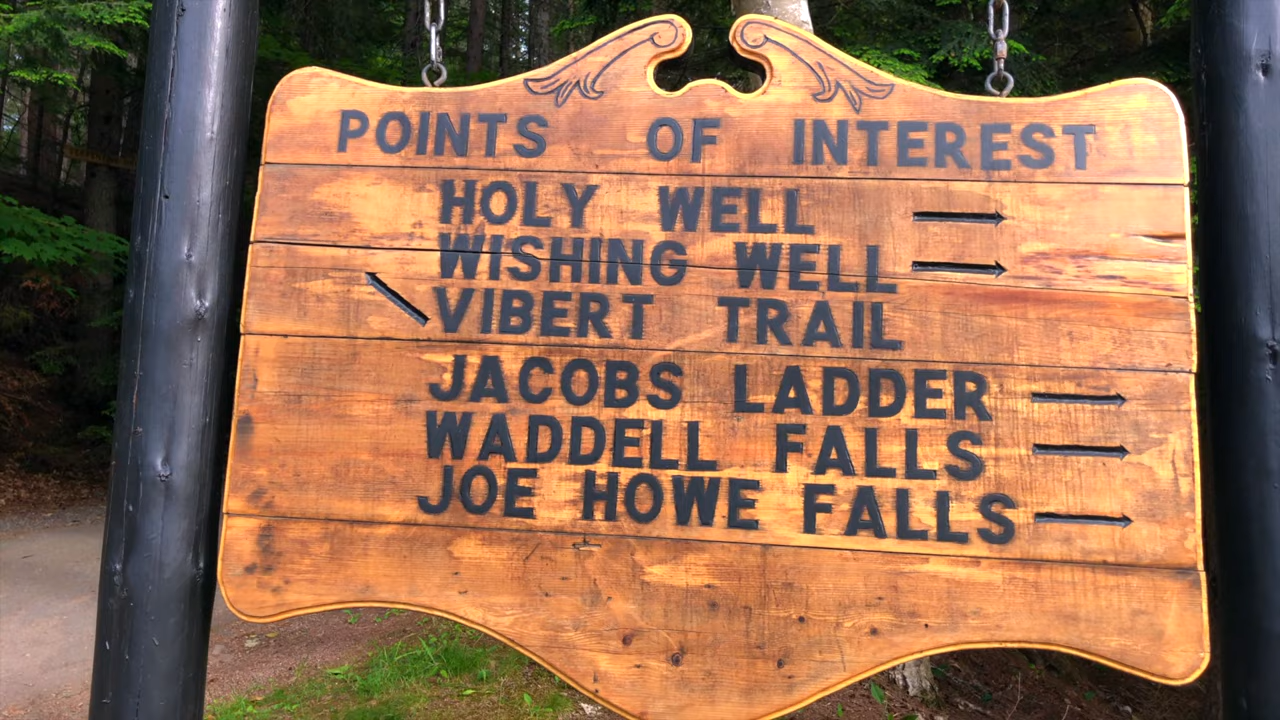 POINTS OF INTEREST
HOLY WELL
WISHING WELL
VIBERT TRAIL
JACOBS LADDER
WADDELL FALLS
JOE HOWE FALLS